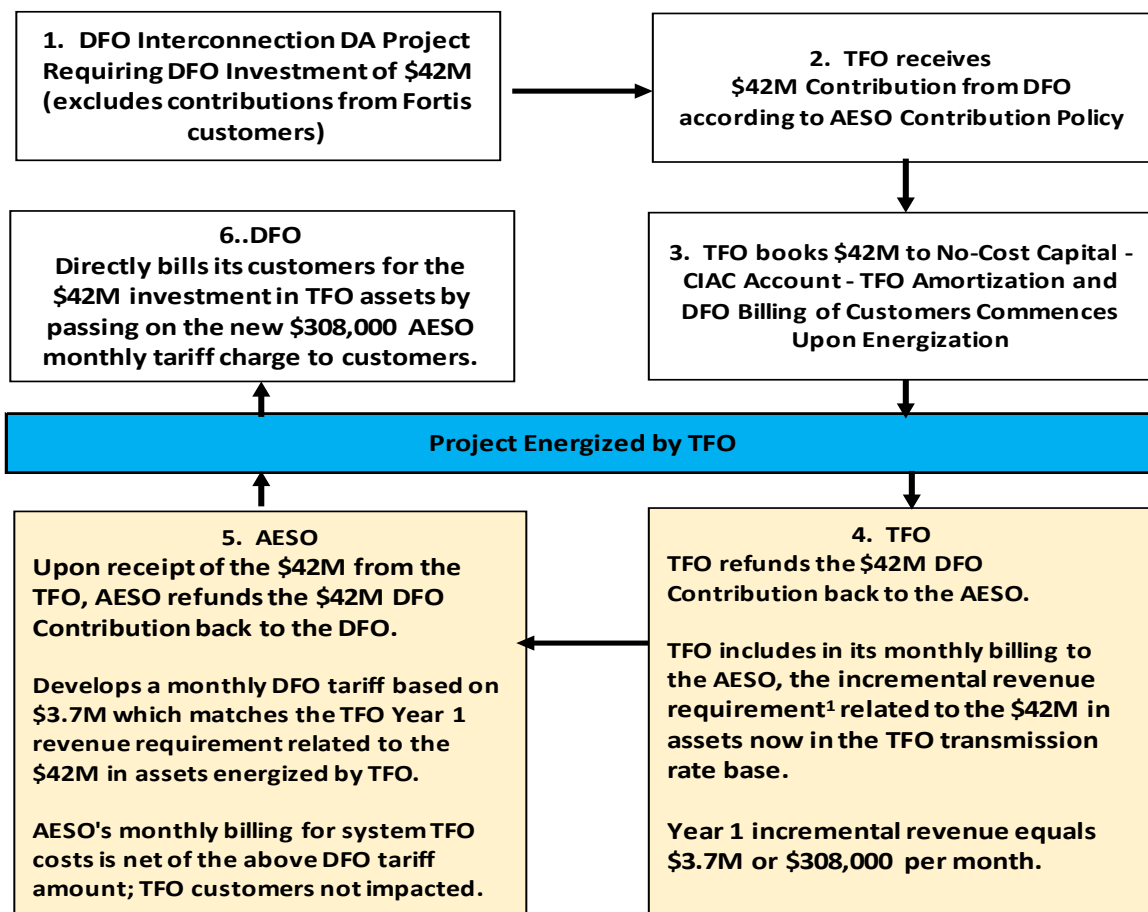 1. DFO Interconnection DA Project
Requiring DFO Investment of $42M
(excludes contributions from Fortis
customers)
2. TFO receives
$42M Contribution from DFO
according to AESO Contribution Policy
3. TFO books $42M to No-Cost Capital -
CIAC Account - TFO Amortization and
DFO Billing of Customers Commences
Upon Energization
6..DFO
Directly bills its customers for the
$42M investment in TFO assets by
passing on the new $308,000 AESO
monthly tariff charge to customers.
Project Energized by TFO
4. TFO
TFO refunds the $42M DFO
Contribution back to the AESO.
TFO includes in its monthly billing to
the AESO, the incremental revenue
requirement¹ related to the $42M in
assets now in the TFO transmission
rate base.
Year 1 incremental revenue equals
$3.7M or $308,000 per month.
5. AESO
Upon receipt of the $42M from the
TFO, AESO refunds the $42M DFO
Contribution back to the DFO.
Develops a monthly DFO tariff based on
$3.7M which matches the TFO Year 1
revenue requirement related to the
$42M in assets energized by TFO.
AESO's monthly billing for system TFO
costs is net of the above DFO tariff
amount; TFO customers not impacted.